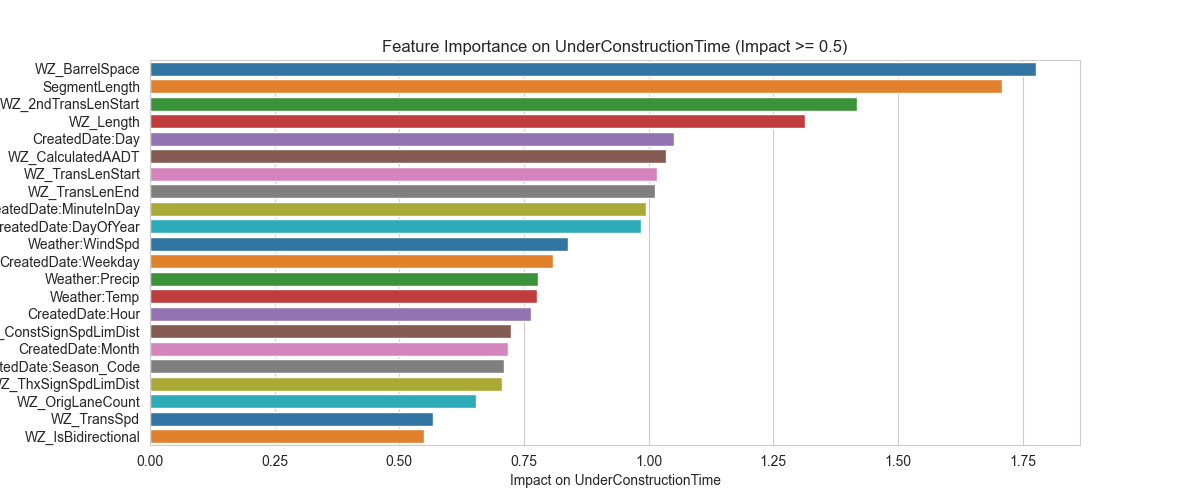 Feature Importance on UnderConstructionTime (Impact >= 0.5)
WZ_BarrelSpace
SegmentLength
WZ_2ndTransLenStart
WZ_Length
CreatedDate:Day
WZ_CalculatedAADT
WZ_TransLenStart
WZ_TransLenEnd
eatedDate:MinuteInDay
reatedDate:DayOfYear
Weather:WindSpd
CreatedDate:Weekday
Weather:Precip
Weather:Temp
CreatedDate:Hour
_ConstSignSpdLimDist
CreatedDate:Month
tedDate:Season_Code
VZ_ThxSignSpdLimDist
WZ_OrigLaneCount
WZ_TransSpd
WZ_IsBidirectional
0.00 0.25 0.50 0.75 1.00 1.25 1.50 1.75
Impact on UnderConstructionTime